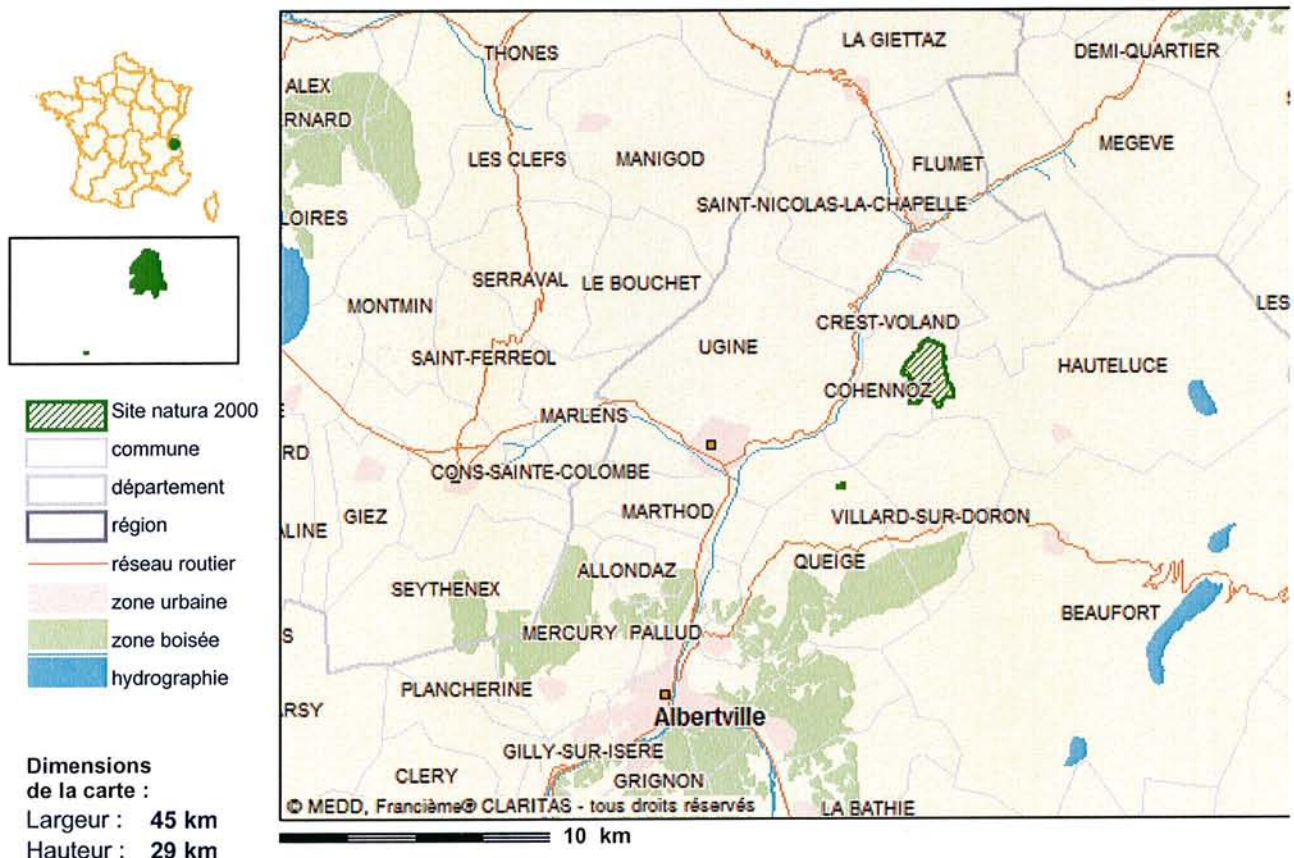 Site natura 2000
commune
département
région
réseau routier
zone urbaine
zone boisée
hydrographie
Dimensions
de la carte :
Largeur : 45 km
Hauteur : 29 km
THONES
LA GIETTAZ
DEMI-QUARTIER
ALEX
RNARD
MEGEVE
LES CLEFS
MANIGOD
FLUMET
LOIRES
SAINT-NICOLAS-LA-CHAPELLE
SERRAVAL
LE BOUCHET
MONTMIN
LES
CREST-VOLAND
SAINT-FERREOL
UGINE
HAUTELUCE
COHENNOZ
MARLENS
RD
CONS-SAINTE-COLOMBE
GIEZ
MARTHOD
VILLARD-SUR-DORON
ALINE
QUEIGE
ALLONDAZ
SEYTHENEX
BEAUFORT
S
MERCURY
PALLUD
PLANCHERINE
ARSY
Albertville
GILLY-SUR-ISERE
CLERY
GRIGNON
© MEDD, Francième® CLARITAS - tous droits réservés
LA BATHIE
10 km